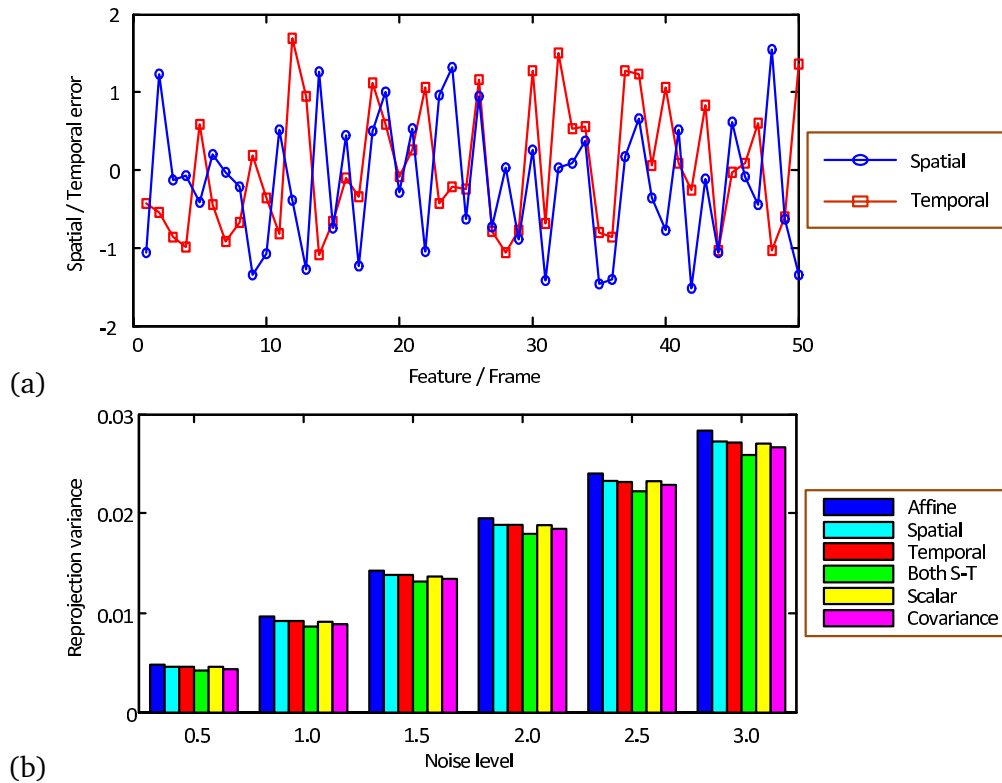 2
1
0
-1
-2
Spatial / Temporal error
0 10 20 30 40 50
Feature / Frame
Spatial
Temporal
(a)
0.03
0.02
0.01
0
Reprojection variance
0.5 1.0 1.5 2.0 2.5 3.0
Noise level
Affine
Spatial
Temporal
Both S-T
Scalar
Covariance
(b)